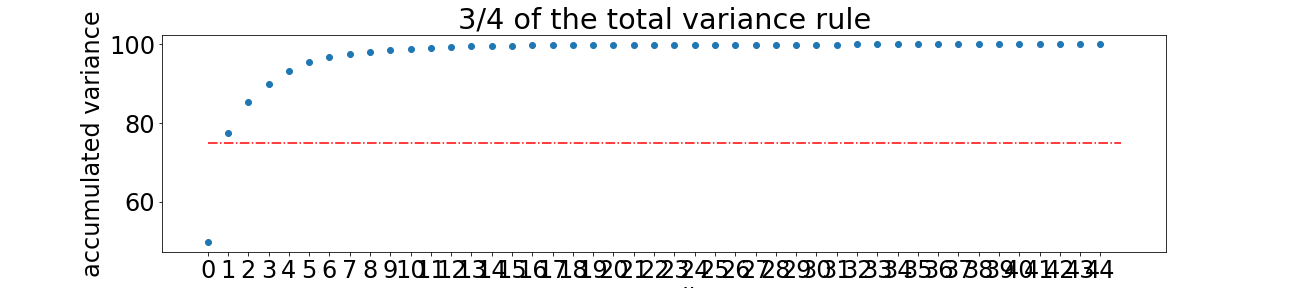 3/4 of the total variance rule
accumulated variance
100
80
60
0 1 2 3 4 5 6 7 8 9 10 11 12 13 14 15 16 17 18 19 20 21 22 23 24 25 26 27 28 29 30 31 32 33 34 35 36 37 38 39 40 41 42 43 44